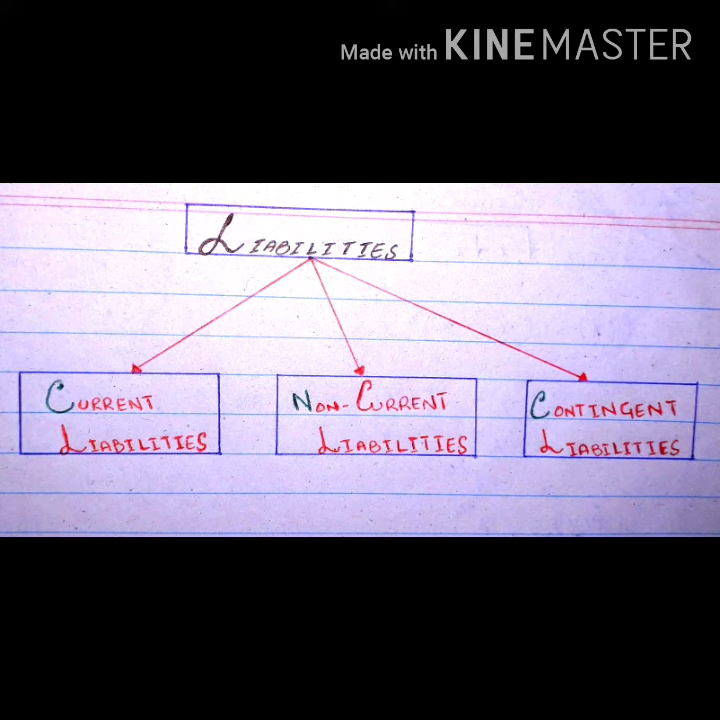 Made with KINEMASTER
LIABILITIES
CURRENT
LIABILITIES
NON-CURRENT
LIABILITIES
CONTINGENT
LIABILITIES